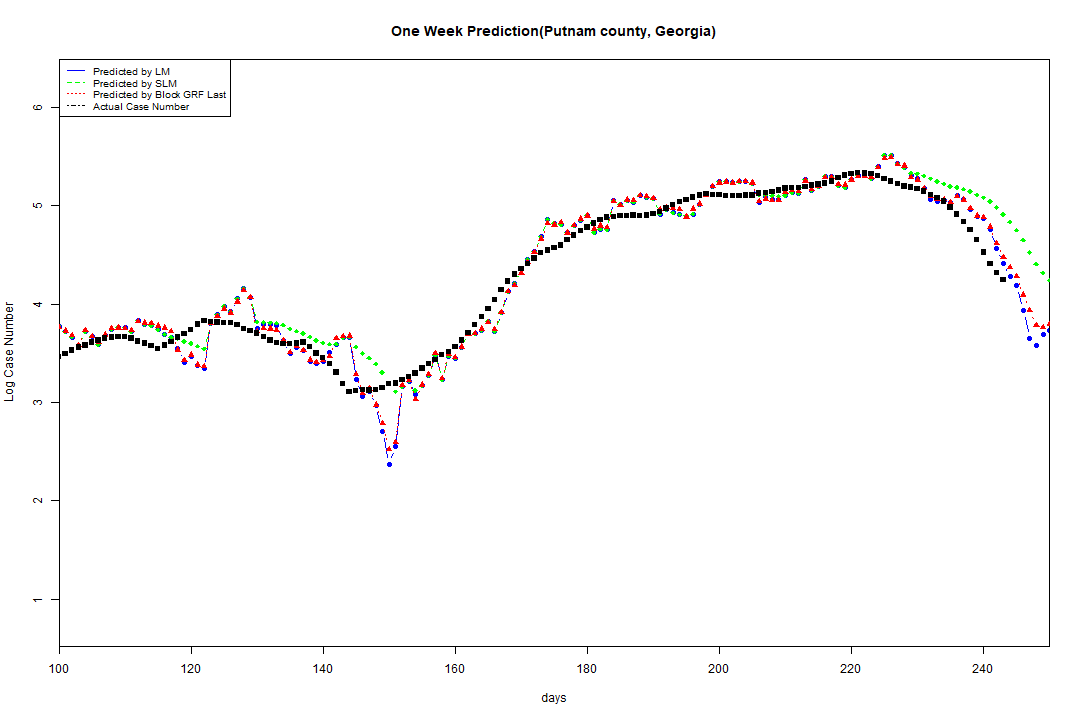 One Week Prediction(Putnam county, Georgia)
Predicted by LM
Predicted by SLM
Predicted by Block GRF Last
Actual Case Number
6
5
4
3
2
1
Log Case Number
100 120 140 160 180 200 220 240
days